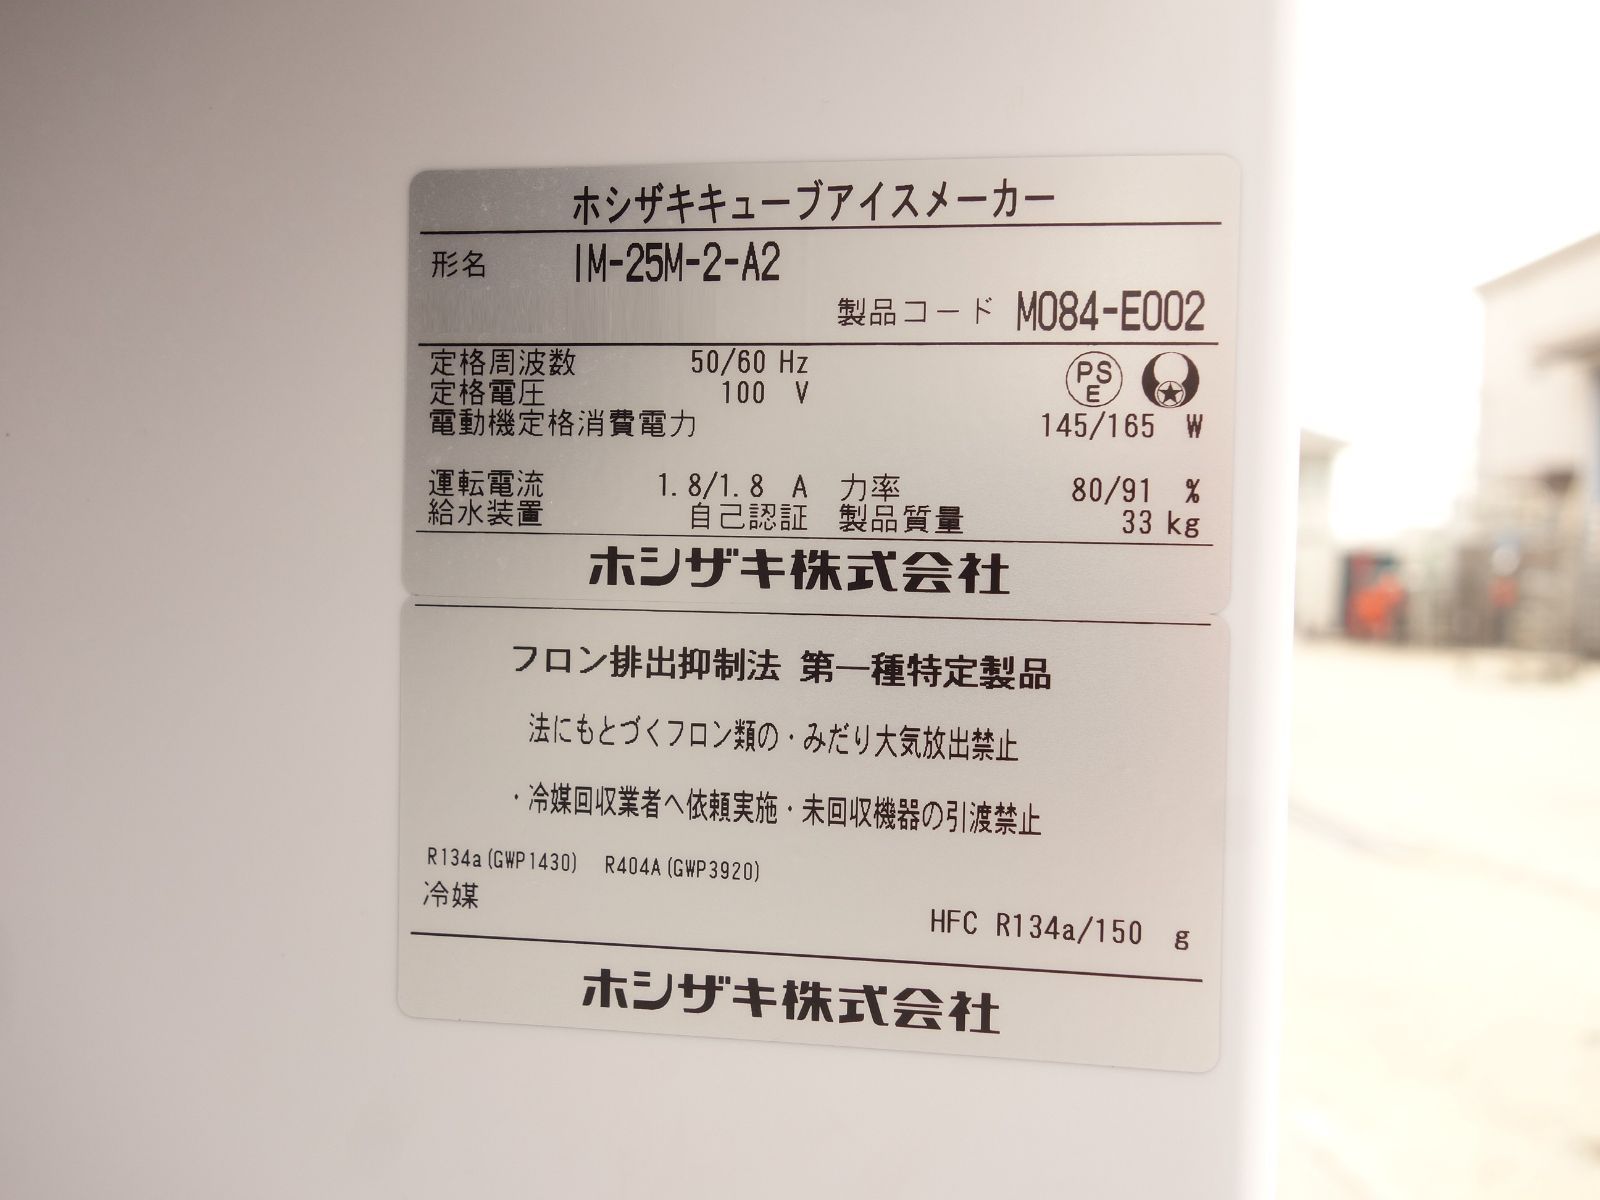 ホシザキキューブアイスメーカー
形名 IM-25M-2-A2
製品コード M084-E002
定格周波数 50/60 Hz
定格電圧 100 V
PS
E
電動機定格消費電力 145/165 W
運転電流 1.8/1.8 A 力率 80/91 %
給水装置 自己認証 製品質量 33 kg
ホシザキ株式会社
フロン排出抑制法 第一種特定製品
法にもとづくフロン類の・みだり大気放出禁止
・冷媒回収業者へ依頼実施・未回収機器の引渡禁止
R134a(GWP1430) R404A(GWP3920)
冷媒 HFC R134a/150 g
ホシザキ株式会社